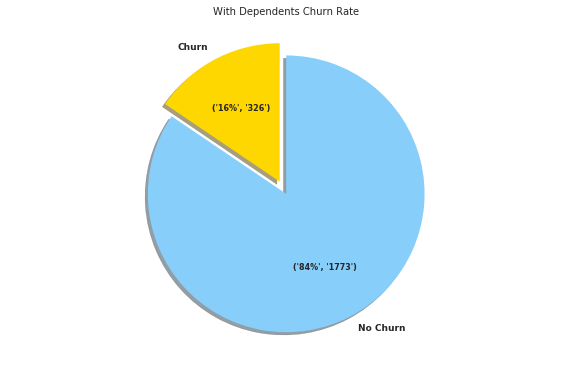 With Dependents Churn Rate
Churn
('16%', '326')
('84%', '1773')
No Churn